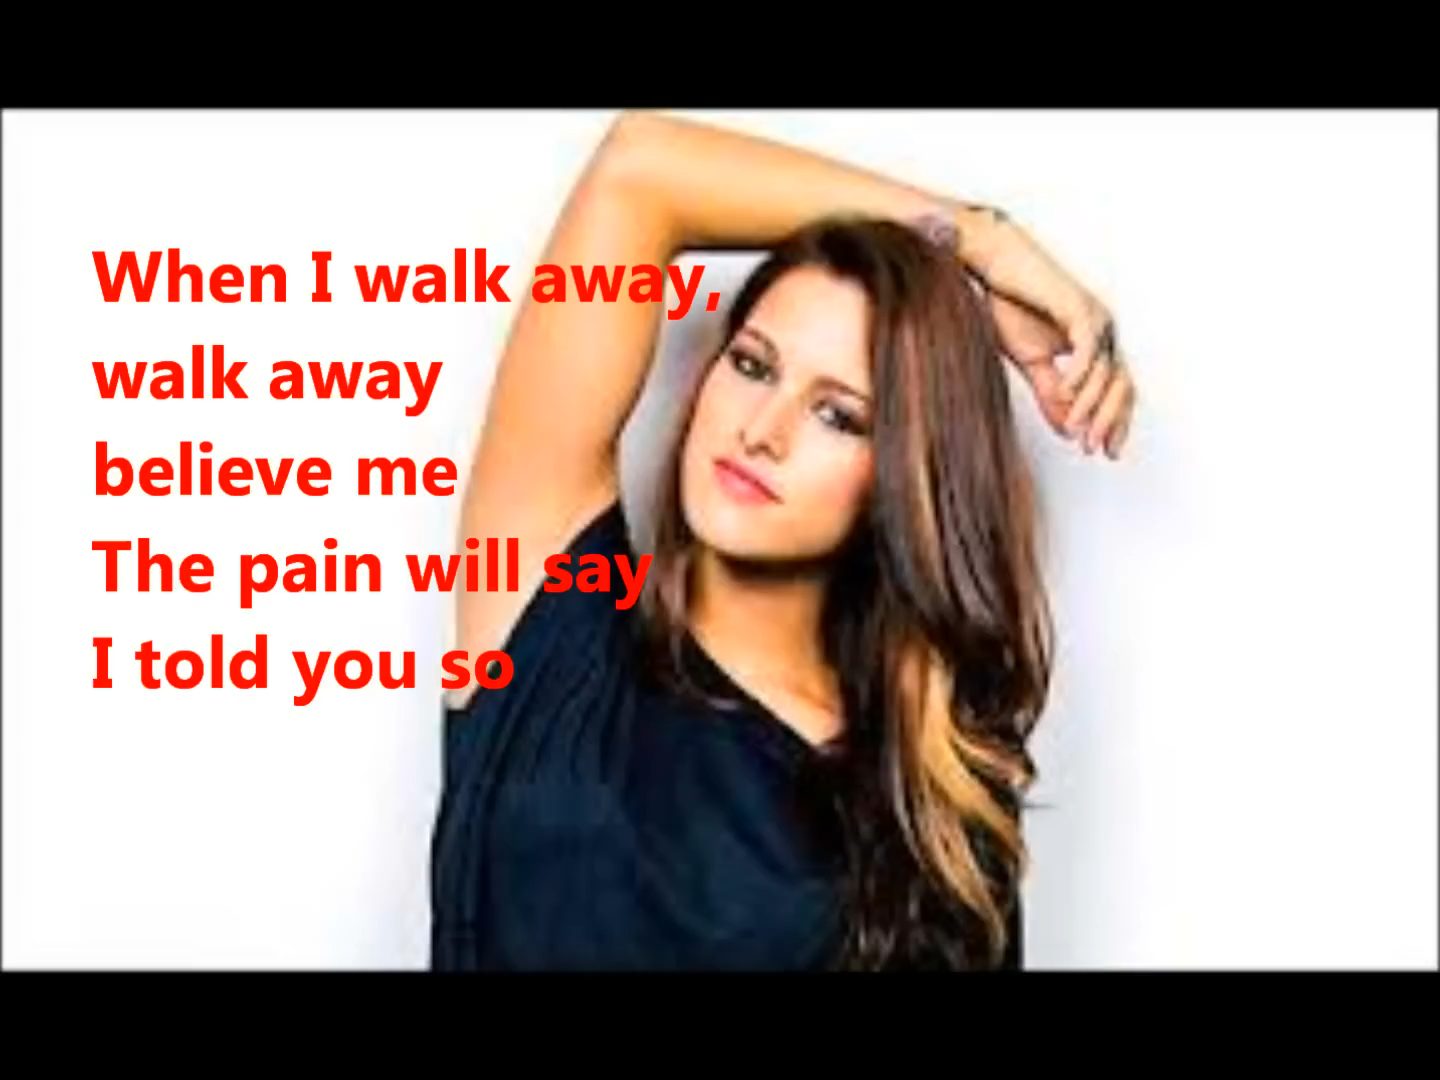 When I walk away,
walk away
believe me
The pain will say
I told you so